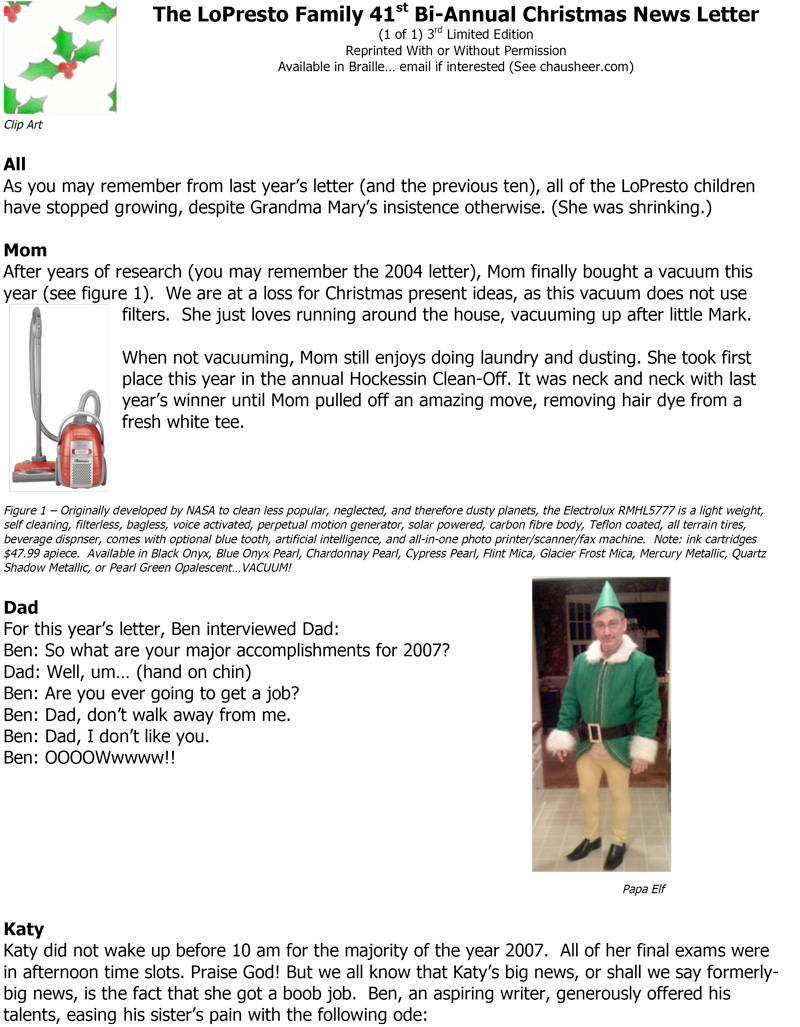 The LoPresto Family 41st Bi-Annual Christmas News Letter
(1 of 1) 3rd Limited Edition
Reprinted With or Without Permission
Available in Braille… email if interested (See chausheer.com)
Clip Art
All
As you may remember from last year’s letter (and the previous ten), all of the LoPresto children
have stopped growing, despite Grandma Mary’s insistence otherwise. (She was shrinking.)
Mom
After years of research (you may remember the 2004 letter), Mom finally bought a vacuum this
year (see figure 1).  We are at a loss for Christmas present ideas, as this vacuum does not use
filters.  She just loves running around the house, vacuuming up after little Mark.
When not vacuuming, Mom still enjoys doing laundry and dusting. She took first
place this year in the annual Hockessin Clean-Off. It was neck and neck with last
year’s winner until Mom pulled off an amazing move, removing hair dye from a
fresh white tee.
Figure 1 – Originally developed by NASA to clean less popular, neglected, and therefore dusty planets, the Electrolux RMHL5777 is a light weight,
self cleaning, filterless, bagless, voice activated, perpetual motion generator, solar powered, carbon fibre body, Teflon coated, all terrain tires,
beverage dispnser, comes with optional blue tooth, artificial intelligence, and all-in-one photo printer/scanner/fax machine.  Note: ink cartridges
$47.99 apiece.  Available in Black Onyx, Blue Onyx Pearl, Chardonnay Pearl, Cypress Pearl, Flint Mica, Glacier Frost Mica, Mercury Metallic, Quartz
Shadow Metallic, or Pearl Green Opalescent…VACUUM!
Dad
For this year’s letter, Ben interviewed Dad:
Ben: So what are your major accomplishments for 2007?
Dad: Well, um… (hand on chin)
Ben: Are you ever going to get a job?
Ben: Dad, don’t walk away from me.
Ben: Dad, I don’t like you.
Ben: OOOOWwwww!!
Papa Elf
Katy
Katy did not wake up before 10 am for the majority of the year 2007.  All of her final exams were
in afternoon time slots. Praise God! But we all know that Katy’s big news, or shall we say formerly-
big news, is the fact that she got a boob job.  Ben, an aspiring writer, generously offered his
talents, easing his sister’s pain with the following ode: